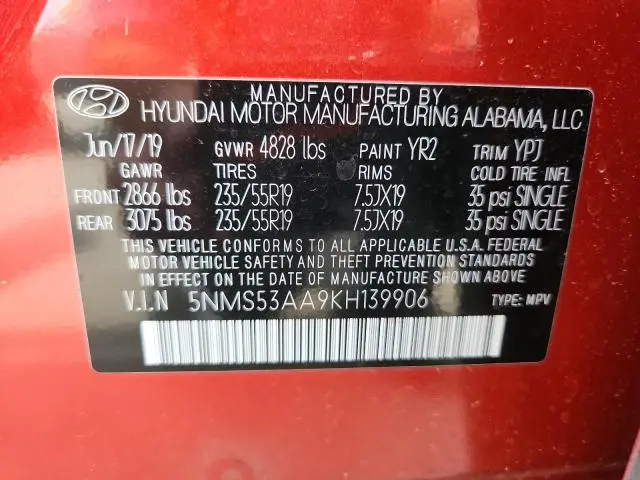 MANUFACTURED BY
HYUNDAI MOTOR MANUFACTURING ALABAMA, LLC
Jun/17/19 GVWR 4828 lbs PAINT YR2 TRIM YPJ
GAWR TIRES RIMS COLD TIRE INFL
FRONT 2866 lbs 235/55R19 7.5JX19 35 psi SINGLE
REAR 3075 lbs 235/55R19 7.5JX19 35 psi SINGLE
THIS VEHICLE CONFORMS TO ALL APPLICABLE U.S.A. FEDERAL
MOTOR VEHICLE SAFETY AND THEFT PREVENTION STANDARDS
IN EFFECT ON THE DATE OF MANUFACTURE SHOWN ABOVE
V.I.N 5NMS53AA9KH139906 TYPE: MPV